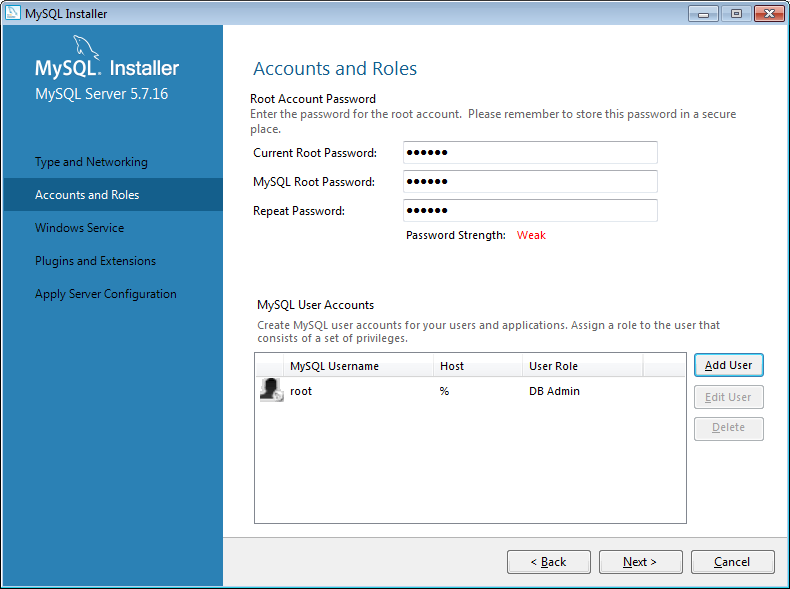 MySQL Installer
MySQL. Installer
MySQL Server 5.7.16
Type and Networking
Accounts and Roles
Windows Service
Plugins and Extensions
Apply Server Configuration
Accounts and Roles
Root Account Password
Enter the password for the root account.  Please remember to store this password in a secure
place.
Current Root Password: ●●●●●●
MySQL Root Password: ●●●●●●
Repeat Password: ●●●●●●
Password Strength: Weak
MySQL User Accounts
Create MySQL user accounts for your users and applications. Assign a role to the user that
consists of a set of privileges.
MySQL Username Host User Role
root % DB Admin
Add User
Edit User
Delete
< Back Next > Cancel